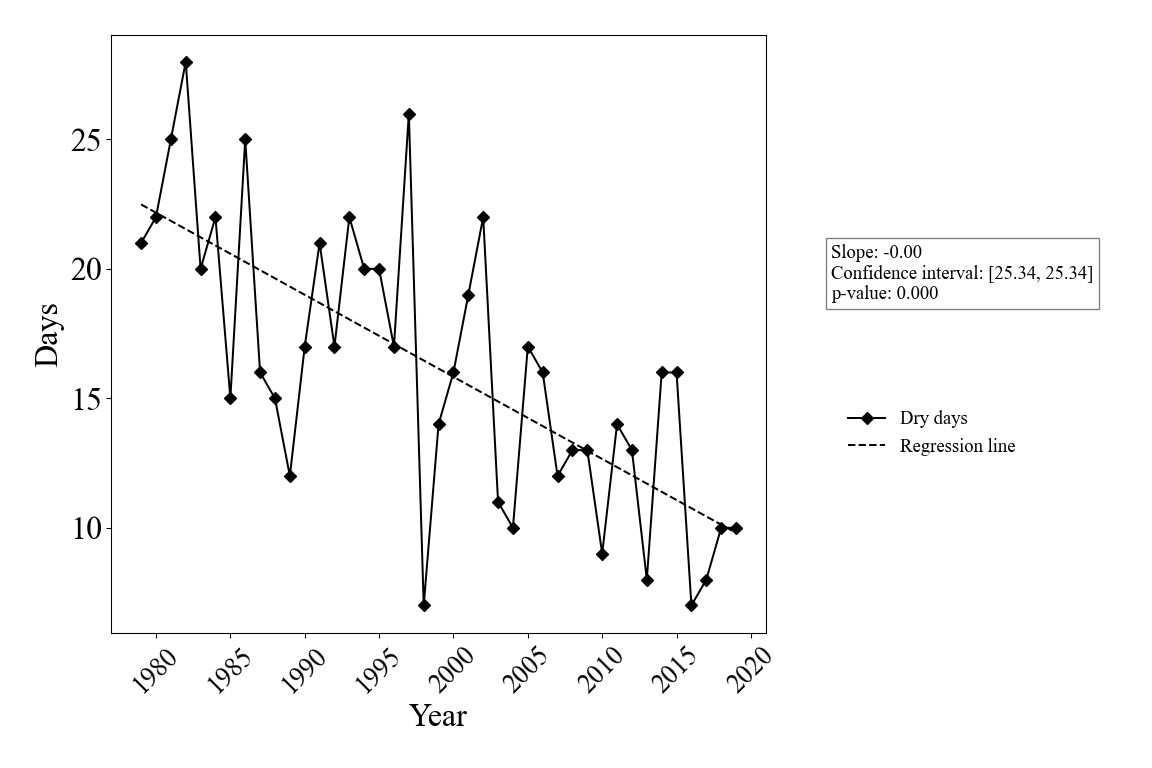 25
20
15
10
Days
1980
1985
1990
1995
2000
2005
2010
2015
2020
Year
Slope: -0.00
Confidence interval: [25.34, 25.34]
p-value: 0.000
Dry days
Regression line